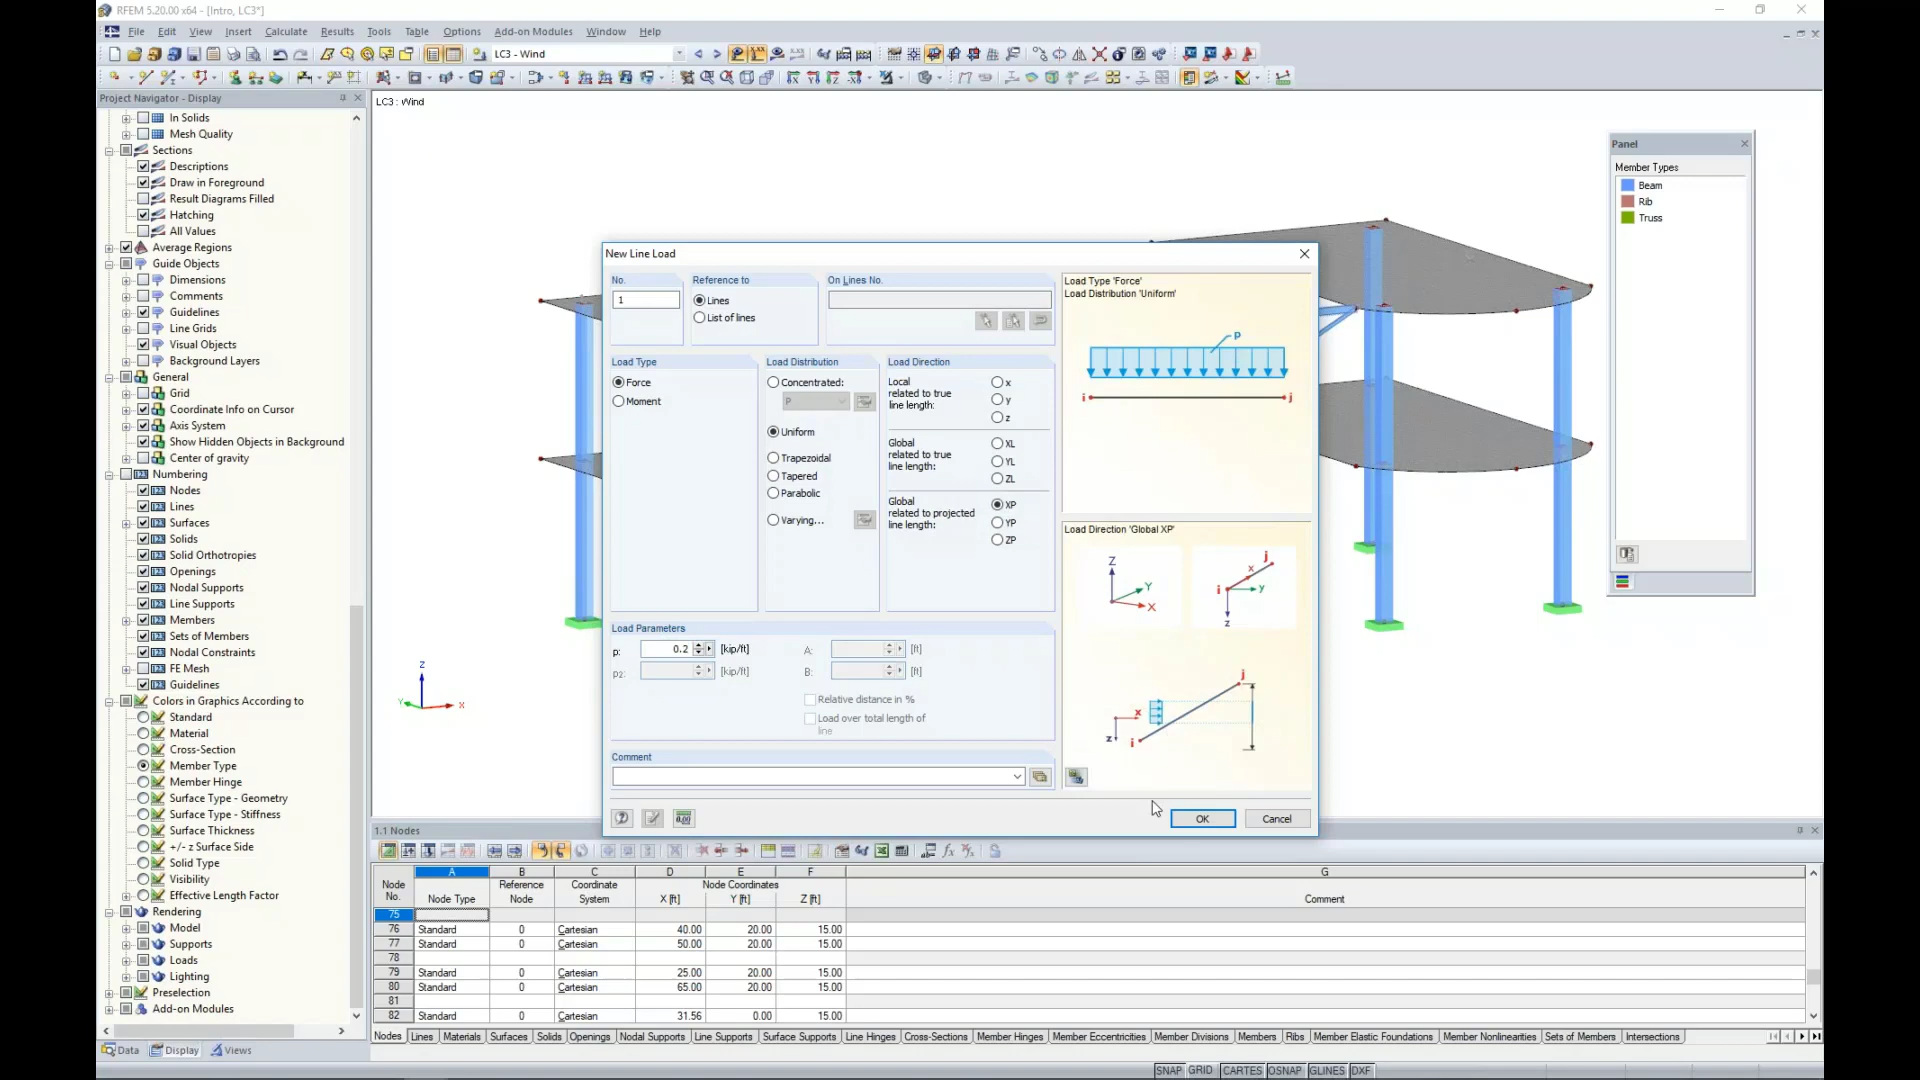 RFEM 5.20.00 x64 - [Intro, LC3*]
File Edit View Insert Calculate Results Tools Table Options Add-on Modules Window Help
LC3 - Wind
Project Navigator - Display
In Solids
Mesh Quality
Sections
Descriptions
Draw in Foreground
Result Diagrams Filled
Hatching
All Values
Average Regions
Guide Objects
Dimensions
Comments
Guidelines
Line Grids
Visual Objects
Background Layers
General
Grid
Coordinate Info on Cursor
Axis System
Show Hidden Objects in Background
Center of gravity
Numbering
Nodes
Lines
Surfaces
Solids
Solid Orthotropies
Openings
Nodal Supports
Line Supports
Members
Sets of Members
Nodal Constraints
FE Mesh
Guidelines
Colors in Graphics According to
Standard
Material
Cross-Section
Member Type
Member Hinge
Surface Type - Geometry
Surface Type - Stiffness
Surface Thickness
+/- z Surface Side
Solid Type
Visibility
Effective Length Factor
Rendering
Model
Supports
Loads
Lighting
Preselection
Add-on Modules
Data Display Views
LC3 : Wind
Z
Y X
Panel
Member Types
Beam
Rib
Truss
New Line Load
No.
1
Reference to
Lines
List of lines
On Lines No.
Load Type
Force
Moment
Load Distribution
Concentrated:
P
Uniform
Trapezoidal
Tapered
Parabolic
Varying...
Load Direction
Local
related to true
line length:
x
y
z
Global
related to true
line length:
XL
YL
ZL
Global
related to projected
line length:
XP
YP
ZP
Load Parameters
p: 0.2 [kip/ft] A: [ft]
p2: [kip/ft] B: [ft]
Relative distance in %
Load over total length of
line
Comment
Load Type 'Force'
Load Distribution 'Uniform'
p
i j
Load Direction 'Global XP'
Z
Y
X
j
x
i y
z
j
x
z i
OK Cancel
1.1 Nodes
A B C D E F G
Node Reference Coordinate Node Coordinates
No. Node Type Node System X [ft] Y [ft] Z [ft] Comment
75
76 Standard 0 Cartesian 40.00 20.00 15.00
77 Standard 0 Cartesian 50.00 20.00 15.00
78
79 Standard 0 Cartesian 25.00 20.00 15.00
80 Standard 0 Cartesian 65.00 20.00 15.00
81
82 Standard 0 Cartesian 31.56 0.00 15.00
Nodes Lines Materials Surfaces Solids Openings Nodal Supports Line Supports Surface Supports Line Hinges Cross-Sections Member Hinges Member Eccentricities Member Divisions Members Ribs Member Elastic Foundations Member Nonlinearities Sets of Members Intersections
SNAP GRID CARTES OSNAP GLINES DXF